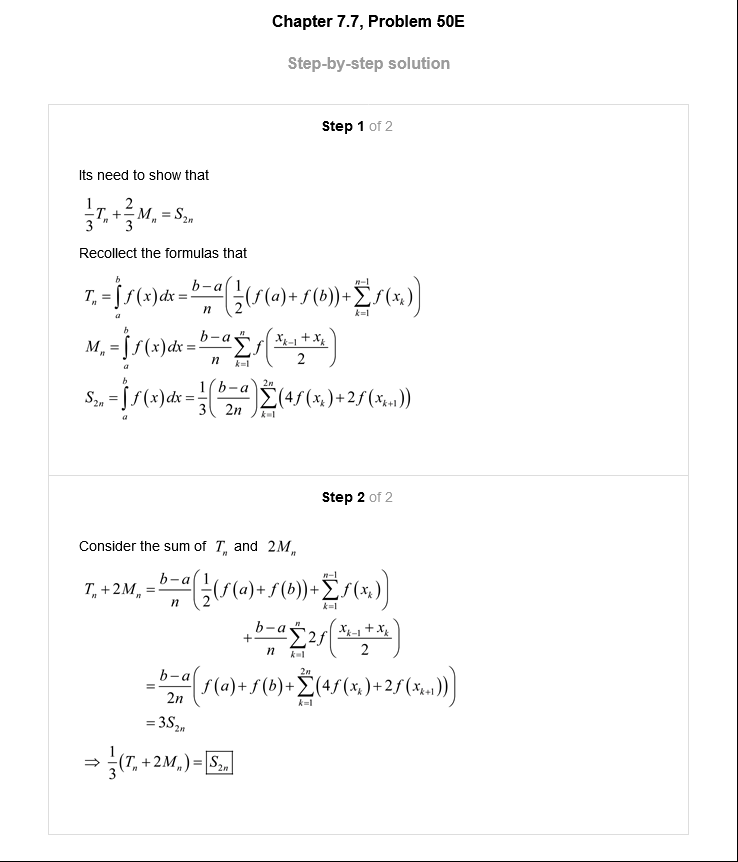 Chapter 7.7, Problem 50E
Step-by-step solution
Step 1 of 2
Its need to show that
\frac{1}{3}T_n + \frac{2}{3}M_n = S_{2n}
Recollect the formulas that
T_n = \int_a^b f(x)dx = \frac{b-a}{n}\left(\frac{1}{2}(f(a)+f(b))+\sum_{k=1}^{n-1}f(x_k)\right)
M_n = \int_a^b f(x)dx = \frac{b-a}{n}\sum_{k=1}^{n}f\left(\frac{x_{k-1}+x_k}{2}\right)
S_{2n} = \int_a^b f(x)dx = \frac{1}{3}\left(\frac{b-a}{2n}\right)\sum_{k=1}^{2n}(4f(x_k)+2f(x_{k+1}))
Step 2 of 2
Consider the sum of T_n and 2M_n
T_n + 2M_n = \frac{b-a}{n}\left(\frac{1}{2}(f(a)+f(b))+\sum_{k=1}^{n-1}f(x_k)\right)
+\frac{b-a}{n}\sum_{k=1}^{n}2f\left(\frac{x_{k-1}+x_k}{2}\right)
=\frac{b-a}{2n}\left(f(a)+f(b)+\sum_{k=1}^{2n}(4f(x_k)+2f(x_{k+1}))\right)
=3S_{2n}
\Rightarrow \frac{1}{3}(T_n+2M_n)=\boxed{S_{2n}}